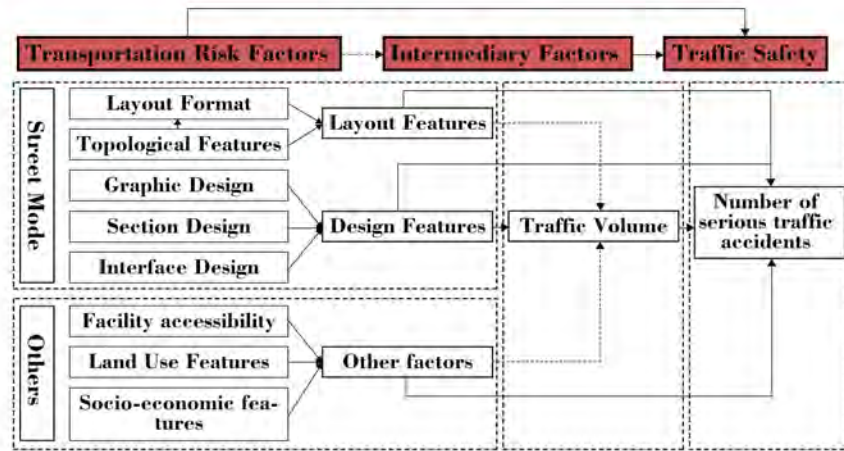 Transportation Risk Factors
Intermediary Factors
Traffic Safety
Street Mode
Layout Format
Topological Features
Graphic Design
Section Design
Interface Design
Layout Features
Design Features
Traffic Volume
Number of
serious traffic
accidents
Others
Facility accessibility
Land Use Features
Socio-economic fea-
tures
Other factors